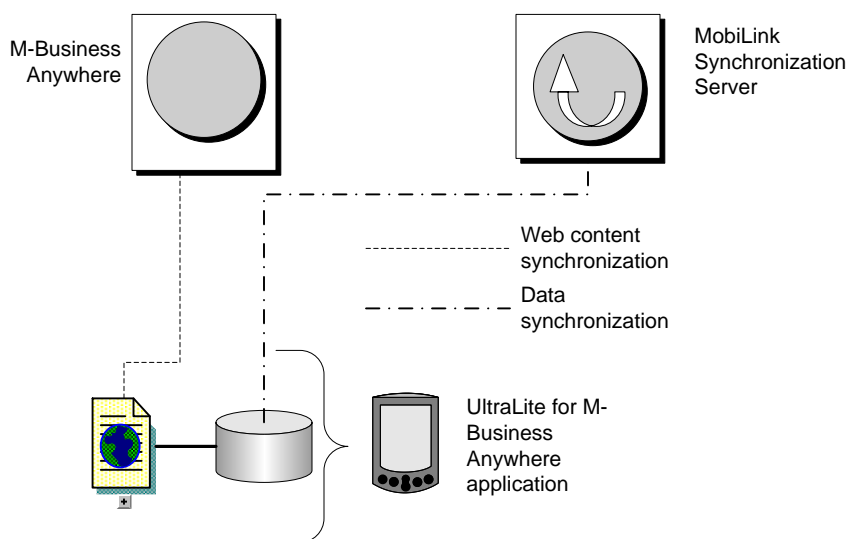 M-Business
Anywhere
MobiLink
Synchronization
Server
Web content
synchronization
Data
synchronization
UltraLite for M-
Business
Anywhere
application